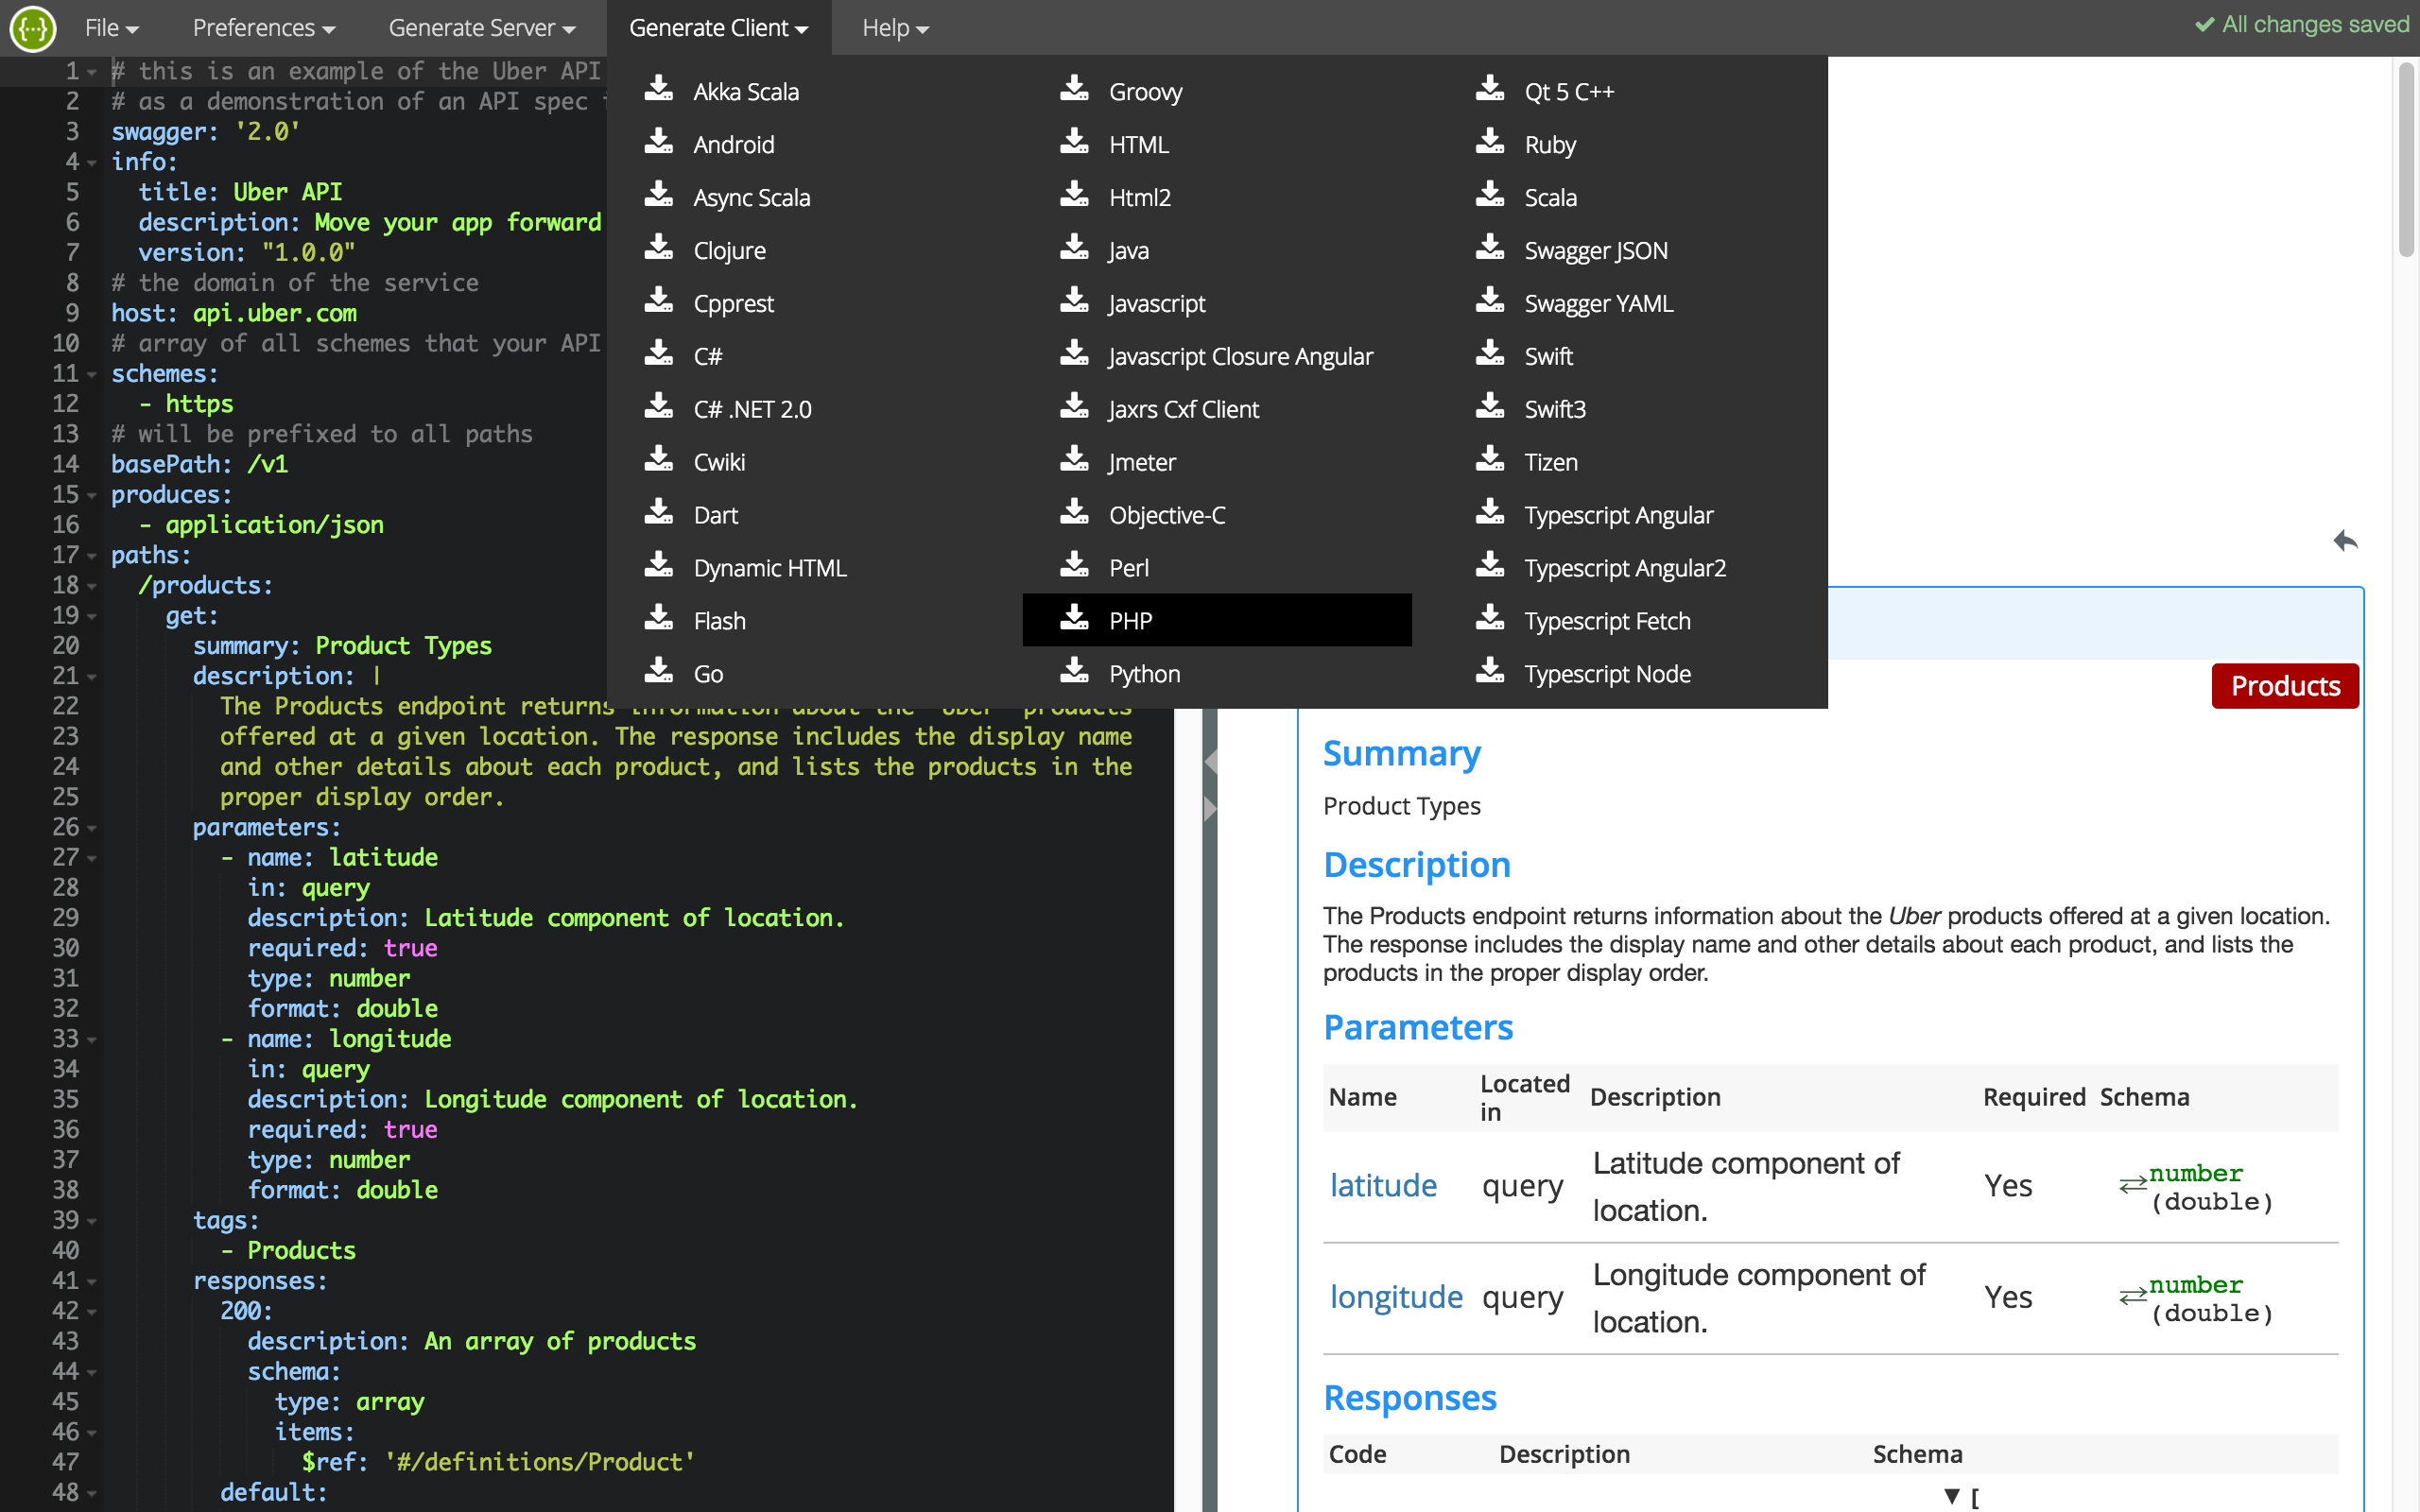 {···}
File
Preferences
Generate Server
Generate Client
Help
All changes saved
Akka Scala
Android
Async Scala
Clojure
Cpprest
C#
C# .NET 2.0
Cwiki
Dart
Dynamic HTML
Flash
Go
Groovy
HTML
Html2
Java
Javascript
Javascript Closure Angular
Jaxrs Cxf Client
Jmeter
Objective-C
Perl
PHP
Python
Qt 5 C++
Ruby
Scala
Swagger JSON
Swagger YAML
Swift
Swift3
Tizen
Typescript Angular
Typescript Angular2
Typescript Fetch
Typescript Node
1 # this is an example of the Uber API
2 # as a demonstration of an API spec
3 swagger: '2.0'
4 info:
5 title: Uber API
6 description: Move your app forward
7 version: "1.0.0"
8 # the domain of the service
9 host: api.uber.com
10 # array of all schemes that your API
11 schemes:
12 - https
13 # will be prefixed to all paths
14 basePath: /v1
15 produces:
16 - application/json
17 paths:
18 /products:
19 get:
20 summary: Product Types
21 description: |
22 The Products endpoint returns information about the Uber products
23 offered at a given location. The response includes the display name
24 and other details about each product, and lists the products in the
25 proper display order.
26 parameters:
27 - name: latitude
28 in: query
29 description: Latitude component of location.
30 required: true
31 type: number
32 format: double
33 - name: longitude
34 in: query
35 description: Longitude component of location.
36 required: true
37 type: number
38 format: double
39 tags:
40 - Products
41 responses:
42 200:
43 description: An array of products
44 schema:
45 type: array
46 items:
47 $ref: '#/definitions/Product'
48 default:
Products
Summary
Product Types
Description
The Products endpoint returns information about the Uber products offered at a given location.
The response includes the display name and other details about each product, and lists the
products in the proper display order.
Parameters
Name Located in Description Required Schema
latitude query Latitude component of location. Yes ⇄number (double)
longitude query Longitude component of location. Yes ⇄number (double)
Responses
Code Description Schema
▼ [